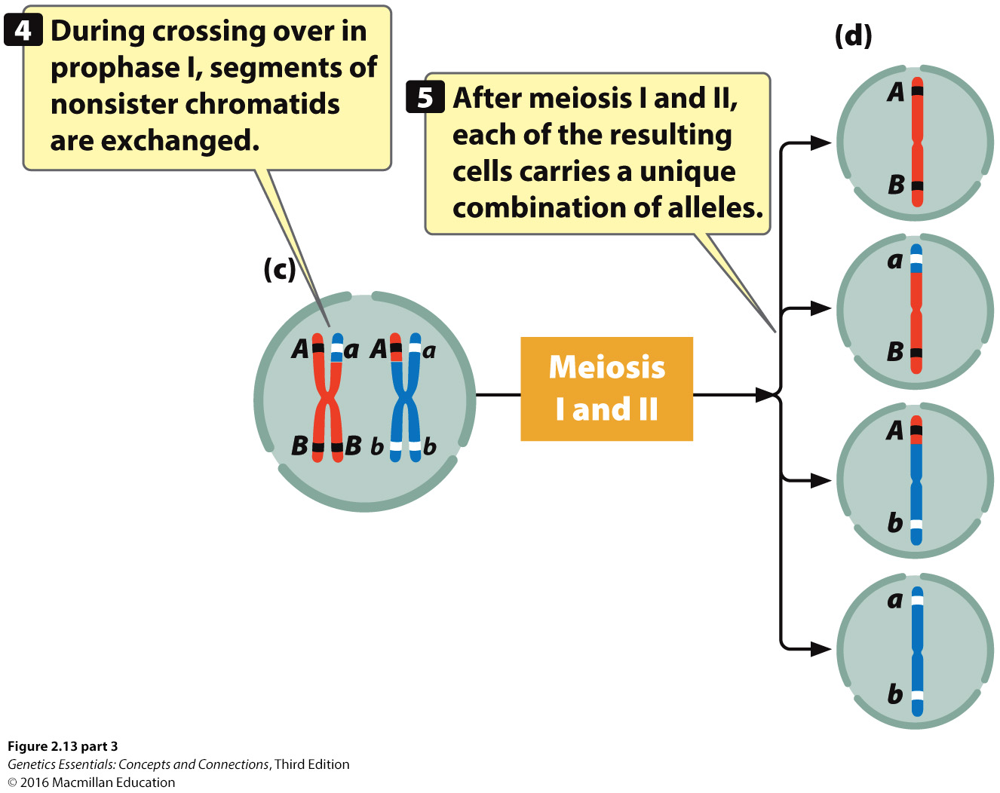 4 During crossing over in
prophase I, segments of
nonsister chromatids
are exchanged.
5 After meiosis I and II,
each of the resulting
cells carries a unique
combination of alleles.
(c)
A a A a
B B b b
Meiosis
I and II
(d)
A
B
a
B
A
b
a
b
Figure 2.13 part 3
Genetics Essentials: Concepts and Connections, Third Edition
© 2016 Macmillan Education